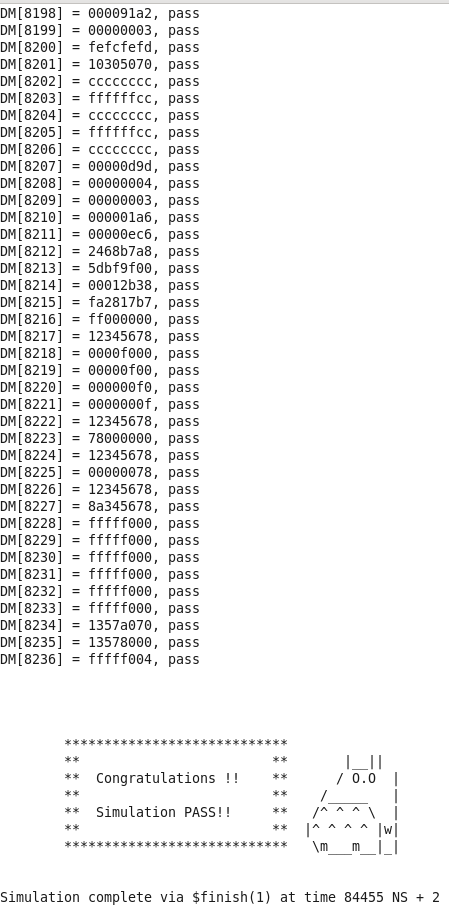 DM[8198] = 000091a2, pass
DM[8199] = 00000003, pass
DM[8200] = fefcfefd, pass
DM[8201] = 10305070, pass
DM[8202] = cccccccc, pass
DM[8203] = ffffffcc, pass
DM[8204] = cccccccc, pass
DM[8205] = ffffffcc, pass
DM[8206] = cccccccc, pass
DM[8207] = 00000d9d, pass
DM[8208] = 00000004, pass
DM[8209] = 00000003, pass
DM[8210] = 000001a6, pass
DM[8211] = 00000ec6, pass
DM[8212] = 2468b7a8, pass
DM[8213] = 5dbf9f00, pass
DM[8214] = 00012b38, pass
DM[8215] = fa2817b7, pass
DM[8216] = ff000000, pass
DM[8217] = 12345678, pass
DM[8218] = 0000f000, pass
DM[8219] = 00000f00, pass
DM[8220] = 000000f0, pass
DM[8221] = 0000000f, pass
DM[8222] = 12345678, pass
DM[8223] = 78000000, pass
DM[8224] = 12345678, pass
DM[8225] = 00000078, pass
DM[8226] = 12345678, pass
DM[8227] = 8a345678, pass
DM[8228] = fffff000, pass
DM[8229] = fffff000, pass
DM[8230] = fffff000, pass
DM[8231] = fffff000, pass
DM[8232] = fffff000, pass
DM[8233] = fffff000, pass
DM[8234] = 1357a070, pass
DM[8235] = 13578000, pass
DM[8236] = fffff004, pass
        ****************************
        **                        **       |__||
        **  Congratulations !!    **      / O.O  |
        **                        **    /_____   |
        **  Simulation PASS!!     **   /^ ^ ^ \  |
        **                        **  |^ ^ ^ ^ |w|
        ****************************   \m___m__|_|
Simulation complete via $finish(1) at time 84455 NS + 2